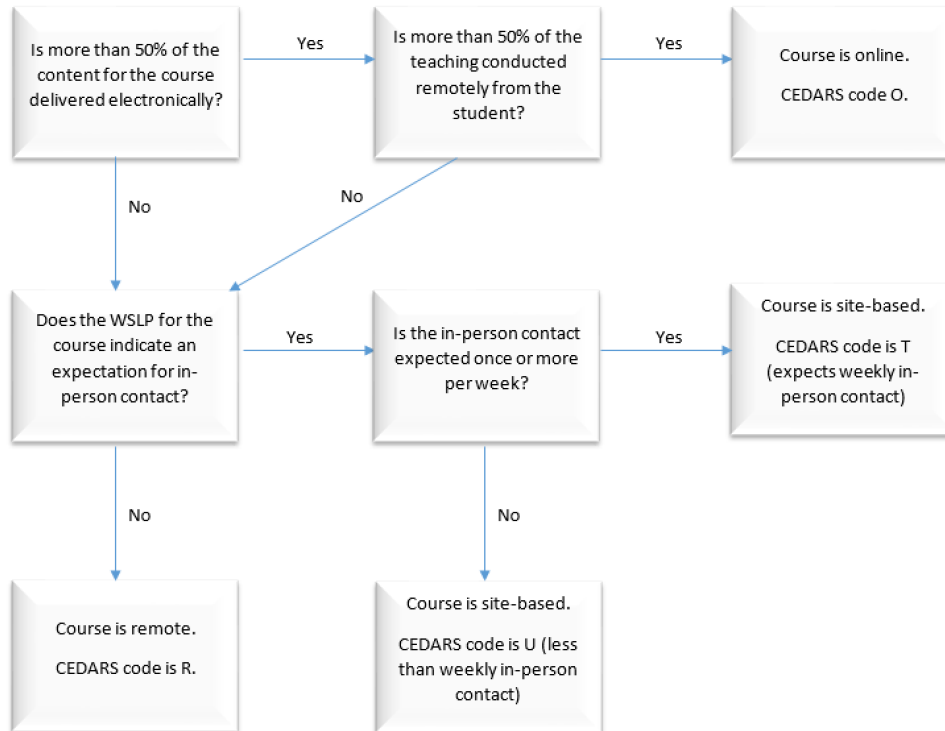 Is more than 50% of the
content for the course
delivered electronically?
Yes
Is more than 50% of the
teaching conducted
remotely from the
student?
Yes
Course is online.
CEDARS code O.
No
No
Does the WSLP for the
course indicate an
expectation for in-
person contact?
Yes
Is the in-person contact
expected once or more
per week?
Yes
Course is site-based.
CEDARS code is T
(expects weekly in-
person contact)
No
No
Course is remote.
CEDARS code is R.
Course is site-based.
CEDARS code is U (less
than weekly in-person
contact)